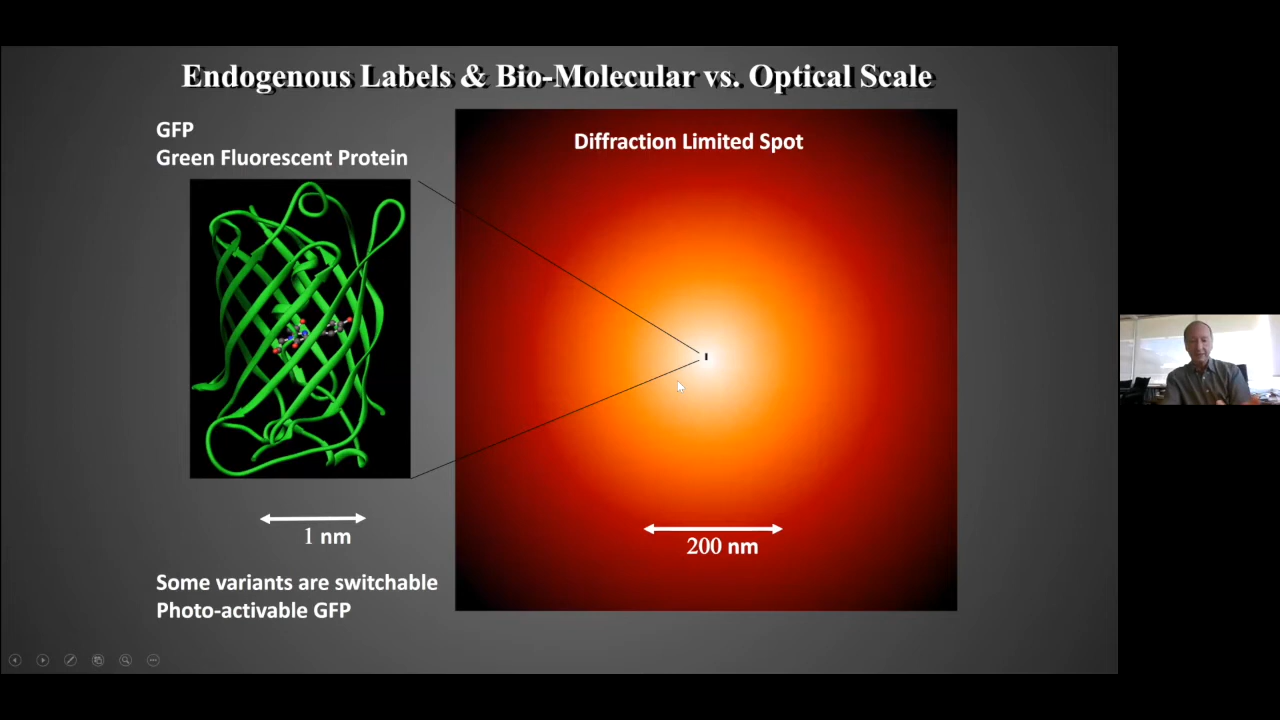 Endogenous Labels & Bio-Molecular vs. Optical Scale
GFP
Green Fluorescent Protein
Diffraction Limited Spot
1 nm
200 nm
Some variants are switchable
Photo-activable GFP